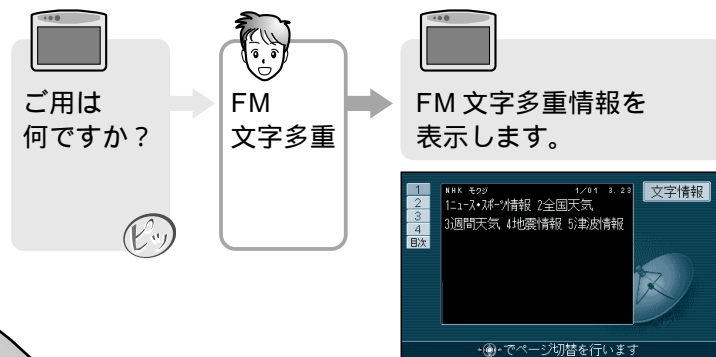 ご用は
何ですか？
ピッ
FM
文字多重
FM 文字多重情報を
表示します。
1
2
3
4
目次
NHK モクジ 1/01 3.23
文字情報
1ニュース・スポーツ情報 2全国天気
3週間天気 4地震情報 5津波情報
でページ切替を行います